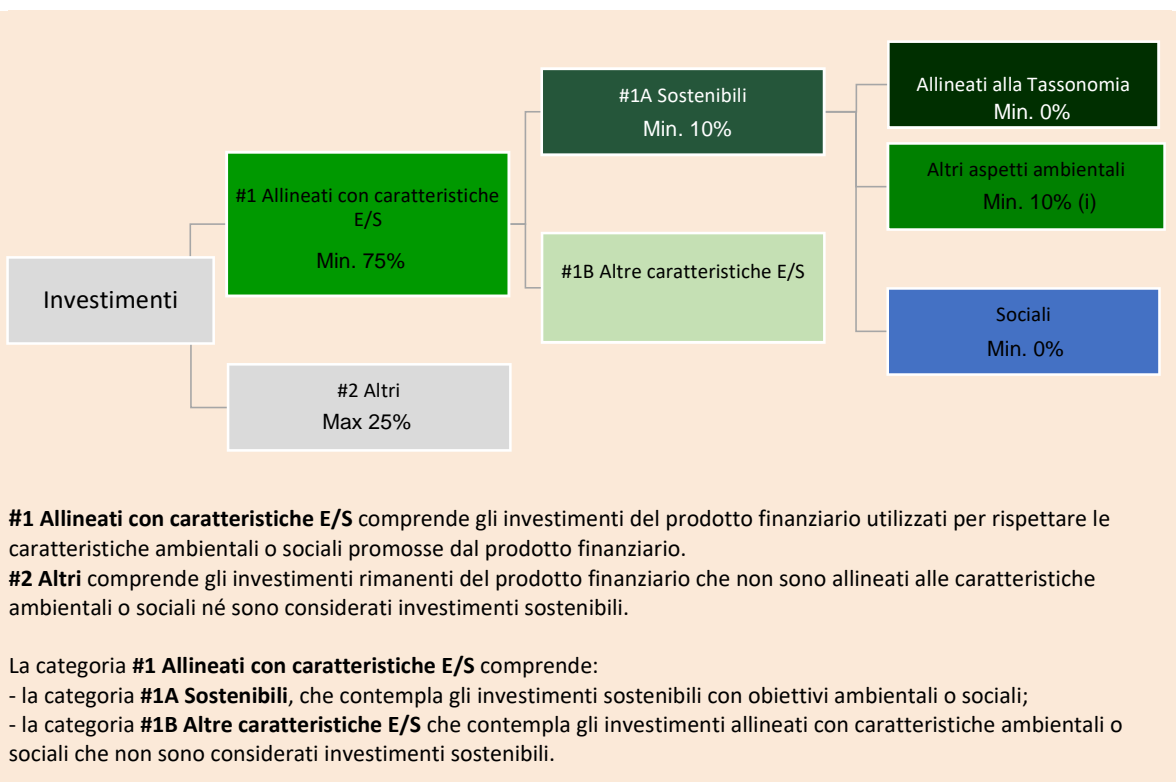 Investimenti
#1 Allineati con caratteristiche
E/S
Min. 75%
#2 Altri
Max 25%
#1A Sostenibili
Min. 10%
#1B Altre caratteristiche E/S
Allineati alla Tassonomia
Min. 0%
Altri aspetti ambientali
Min. 10% (i)
Sociali
Min. 0%
#1 Allineati con caratteristiche E/S comprende gli investimenti del prodotto finanziario utilizzati per rispettare le
caratteristiche ambientali o sociali promosse dal prodotto finanziario.
#2 Altri comprende gli investimenti rimanenti del prodotto finanziario che non sono allineati alle caratteristiche
ambientali o sociali né sono considerati investimenti sostenibili.
La categoria #1 Allineati con caratteristiche E/S comprende:
- la categoria #1A Sostenibili, che contempla gli investimenti sostenibili con obiettivi ambientali o sociali;
- la categoria #1B Altre caratteristiche E/S che contempla gli investimenti allineati con caratteristiche ambientali o
sociali che non sono considerati investimenti sostenibili.